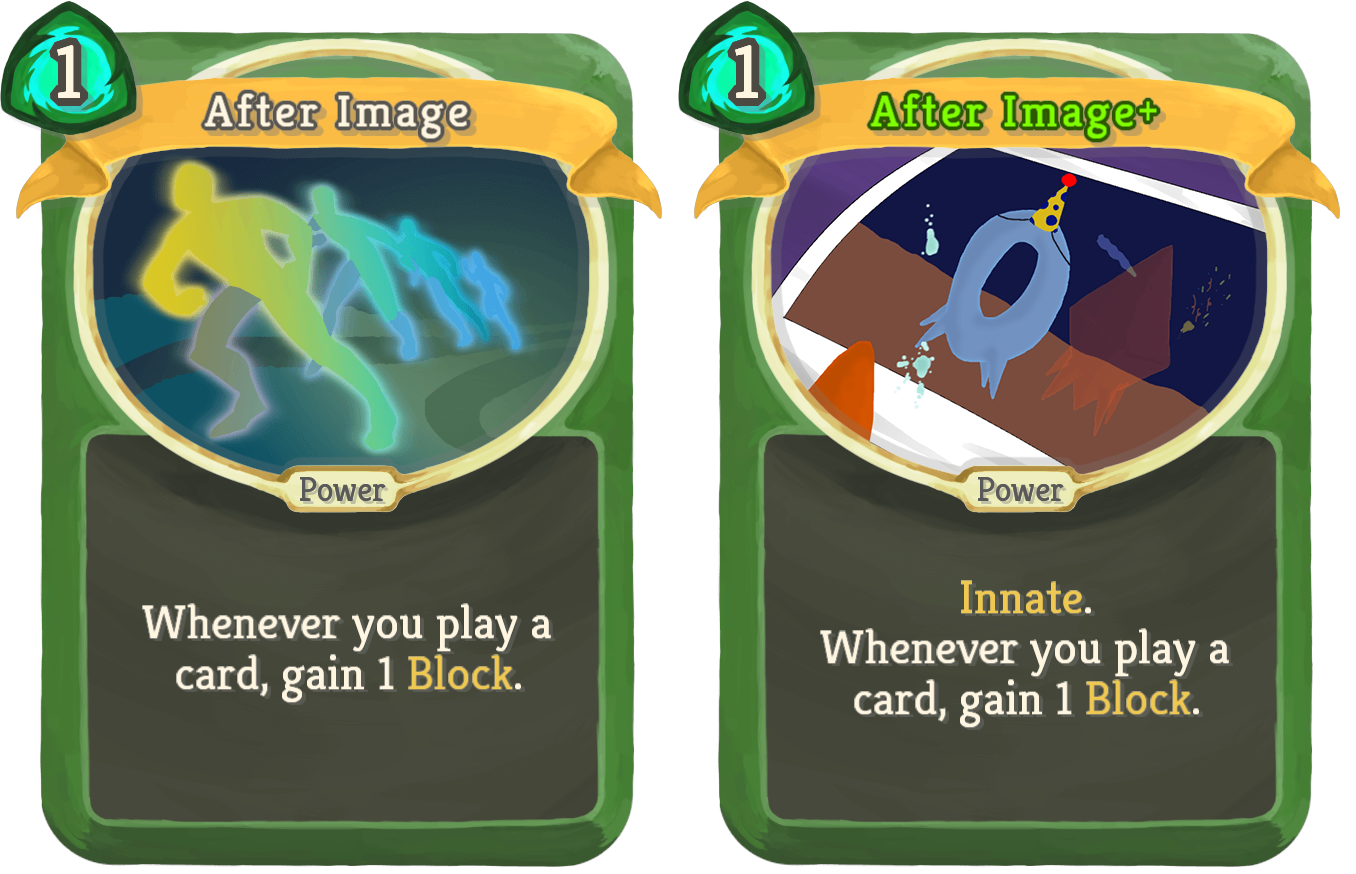 1
After Image
Power
Whenever you play a
card, gain 1 Block.
1
After Image+
Power
Innate.
Whenever you play a
card, gain 1 Block.